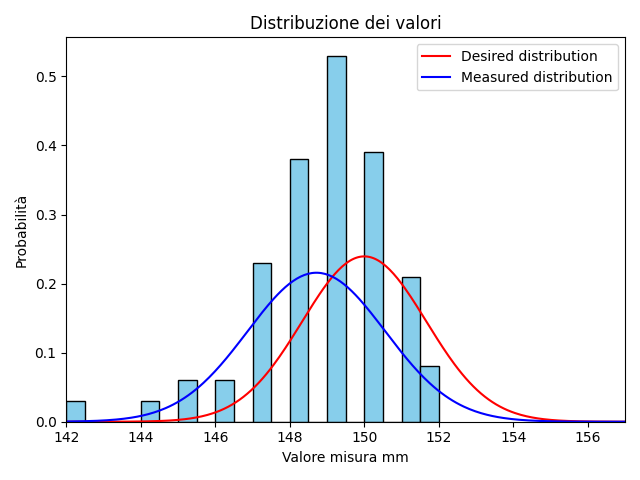 Distribuzione dei valori
Desired distribution
Measured distribution
Probabilità
0.5
0.4
0.3
0.2
0.1
0.0
142 144 146 148 150 152 154 156
Valore misura mm